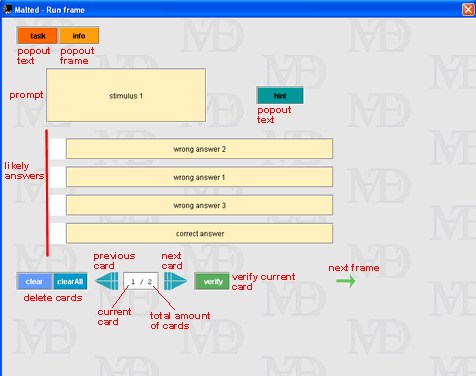 Malted - Run frame
task info
popout text
popout frame
prompt
stimulus 1
hint
popout text
likely answers
wrong answer 2
wrong answer 1
wrong answer 3
correct answer
previous card
next card
next frame
clear clearAll
1 / 2
verify
verify current card
delete cards
current card
total amount of cards